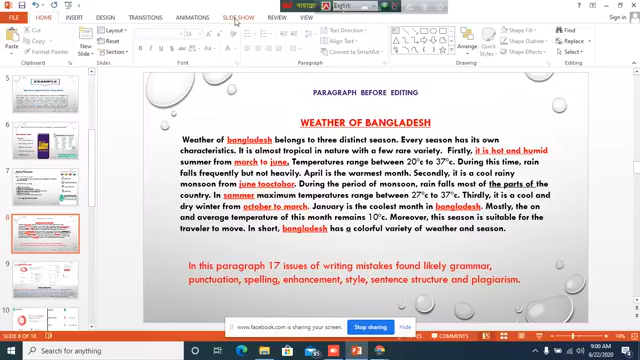 English
FILE HOME INSERT DESIGN TRANSITIONS ANIMATIONS SLIDE SHOW REVIEW VIEW
Sign in
Paste
Cut
Copy
Format Painter
Clipboard
New Slide
Layout
Reset
Section
Slides
Font
Text Direction
Align Text
Convert to SmartArt
Paragraph
Arrange
Quick Styles
Shape Fill
Shape Outline
Shape Effects
Drawing
Find
Replace
Select
Editing
5
EXAMPLE
6
7
8
9
10
PARAGRAPH BEFORE EDITING
WEATHER OF BANGLADESH
Weather of bangladesh belongs to three distinct season. Every season has its own
characteristics. It is almost tropical in nature with a few rare variety. Firstly, it is hot and humid
summer from march to june. Temperatures range between 20°c to 37°c. During this time, rain
falls frequently but not heavily. April is the warmest month. Secondly, it is a cool rainy
monsoon from june tooctobor. During the period of monsoon, rain falls most of the parts of the
country. In sammer maximum temperatures range between 27°c to 37°c. Thirdly, it is a cool and
dry winter from october to march. January is the coolest month in bangladesh. Mostly, the on
and average temperature of this month remains 10°c. Moreover, this season is suitable for the
traveler to move. In short, bangladesh has a colorful variety of weather and season.
In this paragraph 17 issues of writing mistakes found likely grammar,
punctuation, spelling, enhancement, style, sentence structure and plagiarism.
www.facebook.com is sharing your screen.
Stop sharing
Hide
SLIDE 8 OF 18
NOTES
COMMENTS
74%
Search for anything
95
9:00 AM
6/22/2020